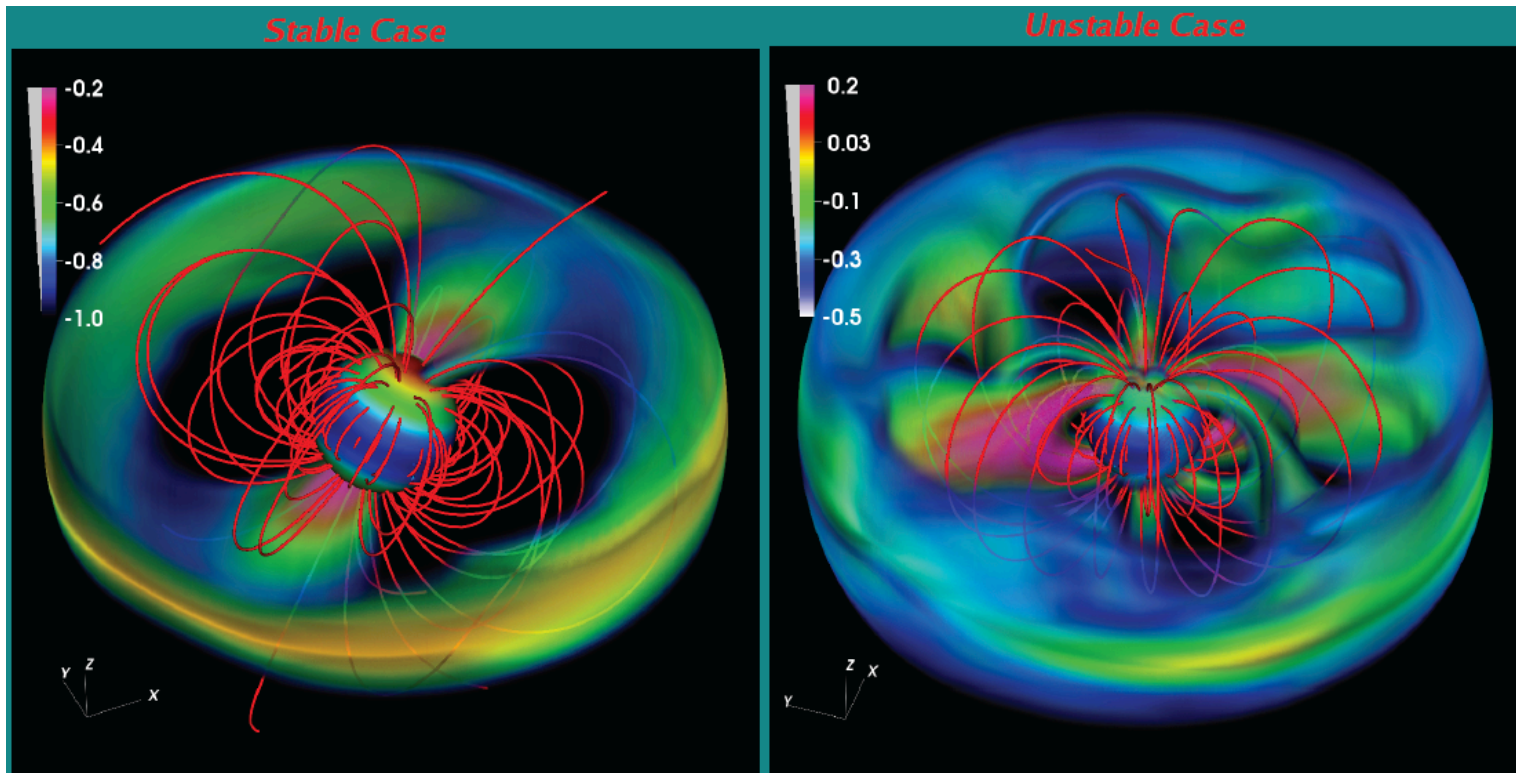 Stable Case
-0.2
-0.4
-0.6
-0.8
-1.0
Y
Z
X
Unstable Case
0.2
0.03
-0.1
-0.3
-0.5
Z
X
Y